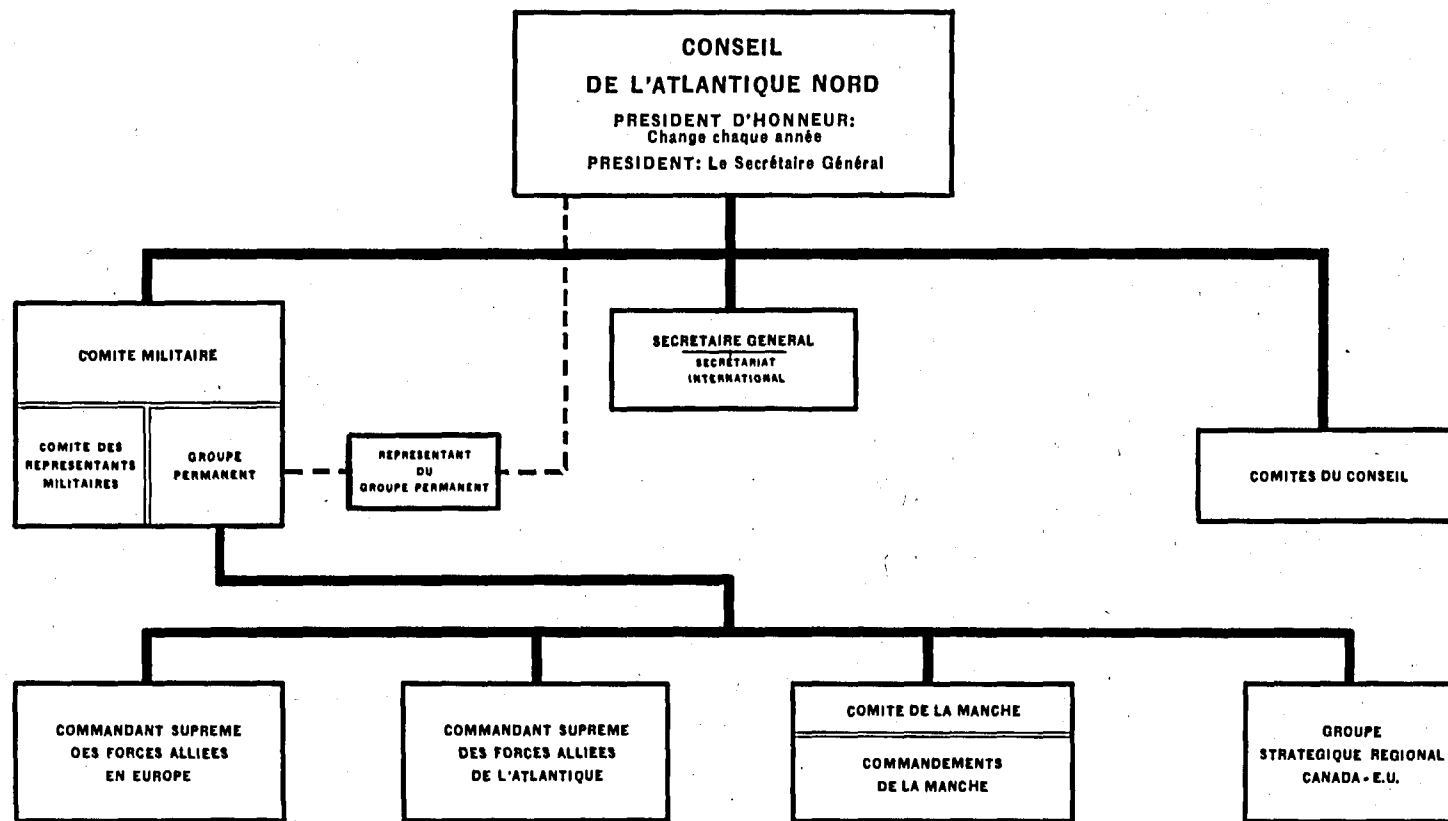 CONSEIL
DE L'ATLANTIQUE NORD
PRESIDENT D'HONNEUR:
Change chaque année
PRESIDENT: Le Secrétaire Général
COMITE MILITAIRE
COMITE DES
REPRESENTANTS
MILITAIRES
GROUPE
PERMANENT
REPRESENTANT
DU
GROUPE PERMANENT
SECRETAIRE GENERAL
SECRÉTARIAT
INTERNATIONAL
COMITES DU CONSEIL
COMMANDANT SUPREME
DES FORCES ALLIEES
EN EUROPE
COMMANDANT SUPREME
DES FORCES ALLIEES
DE L'ATLANTIQUE
COMITE DE LA MANCHE
COMMANDEMENTS
DE LA MANCHE
GROUPE
STRATEGIQUE REGIONAL
CANADA - E.U.